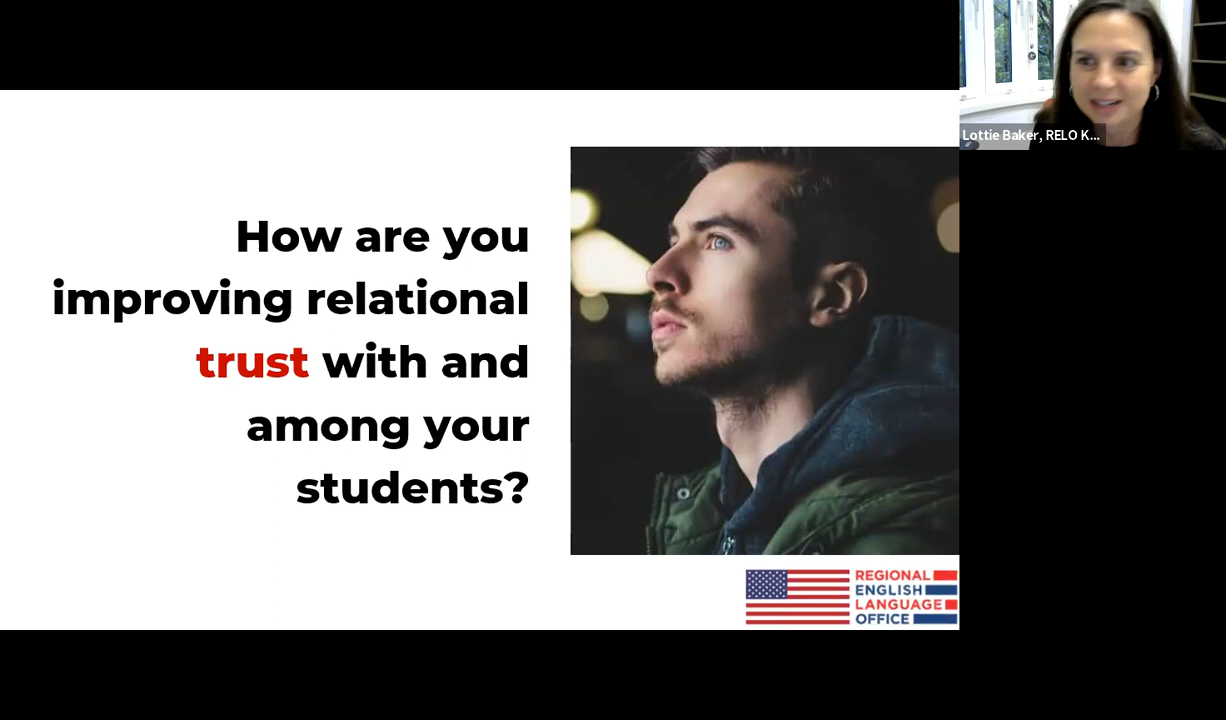 How are you
improving relational
trust with and
among your
students?
Lottie Baker, RELO K...
REGIONAL
ENGLISH
LANGUAGE
OFFICE